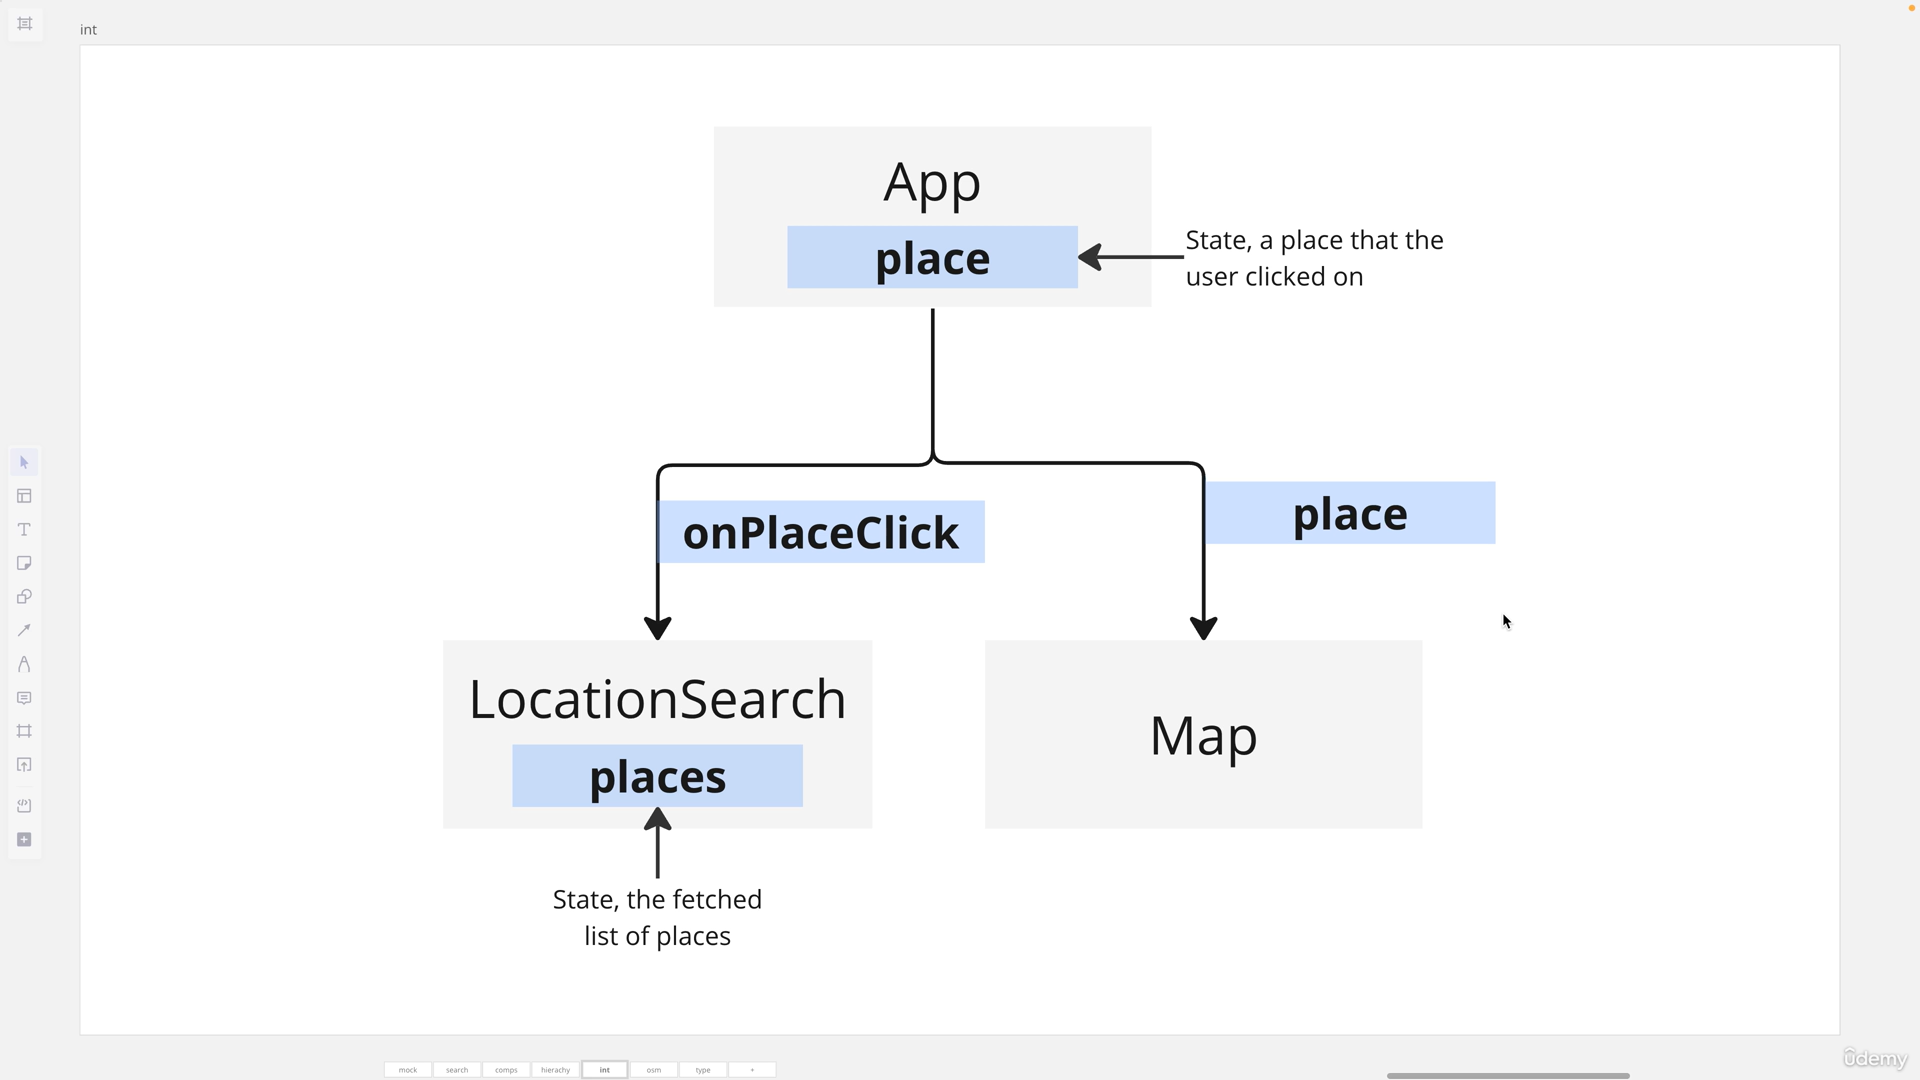 int
App
place
State, a place that the
user clicked on
onPlaceClick
place
LocationSearch
places
Map
State, the fetched
list of places
mock
search
comps
hierachy
int
osm
type
+
ûdemy